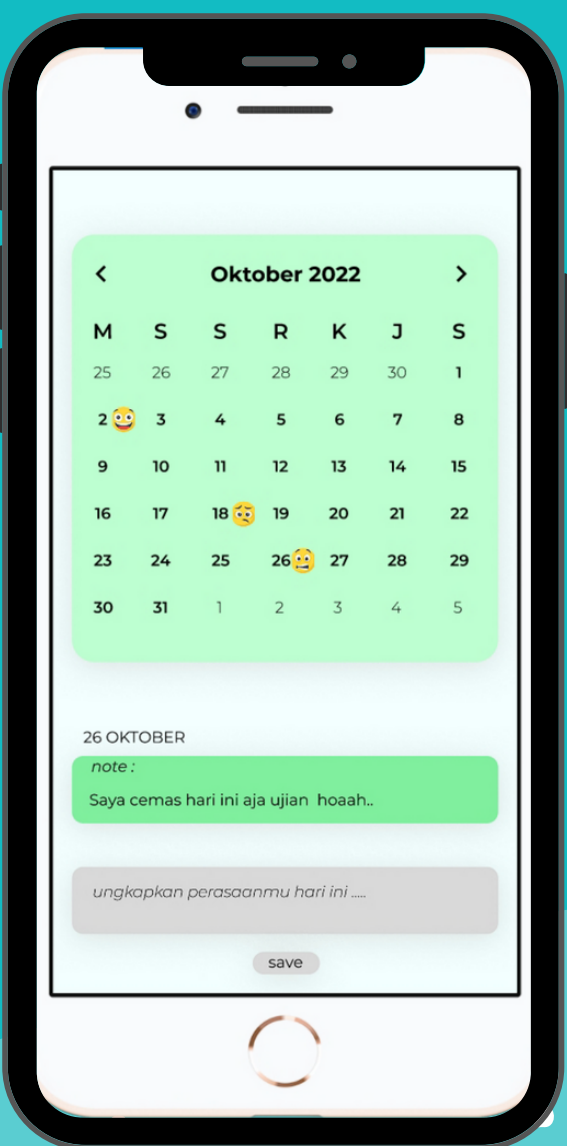 Oktober 2022
M S S R K J S
25 26 27 28 29 30 1
2 3 4 5 6 7 8
9 10 11 12 13 14 15
16 17 18 19 20 21 22
23 24 25 26 27 28 29
30 31 1 2 3 4 5
26 OKTOBER
note :
Saya cemas hari ini aja ujian hoaah..
ungkapkan perasaanmu hari ini .....
save